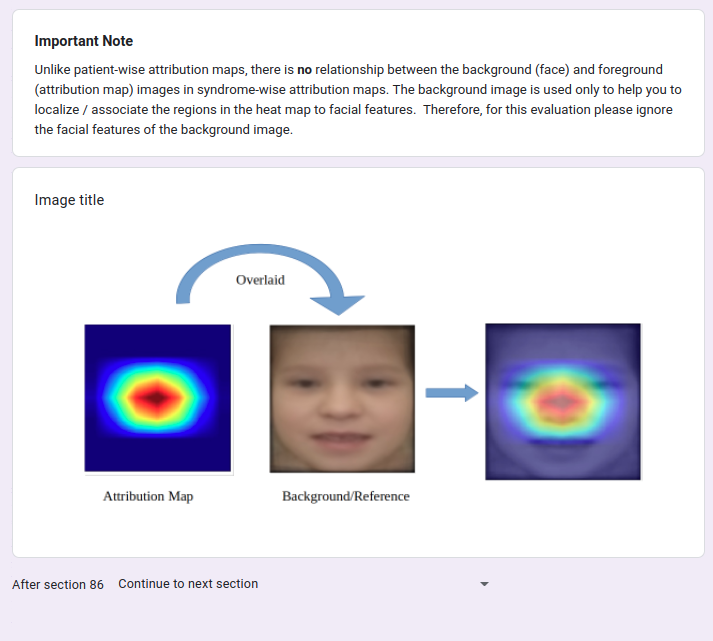 Important Note
Unlike patient-wise attribution maps, there is no relationship between the background (face) and foreground
(attribution map) images in syndrome-wise attribution maps. The background image is used only to help you to
localize / associate the regions in the heat map to facial features.  Therefore, for this evaluation please ignore
the facial features of the background image.
Image title
Overlaid
Attribution Map
Background/Reference
After section 86 Continue to next section